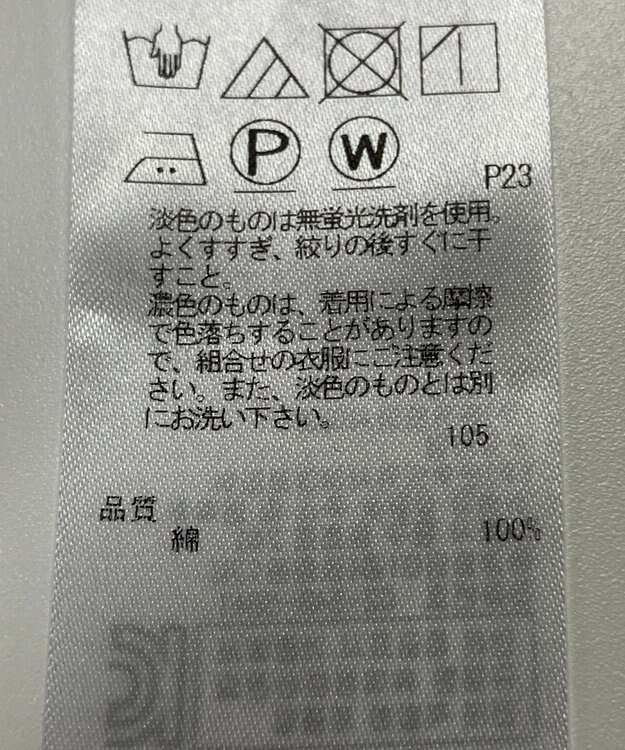 P
W
P23
淡色のものは無蛍光洗剤を使用。
よくすすぎ、絞りの後すぐに干
すこと。
濃色のものは、着用による摩擦
で色落ちすることがありますの
で、組合せの衣服にご注意くだ
さい。また、淡色のものとは別
にお洗い下さい。
105
品質
綿 100%